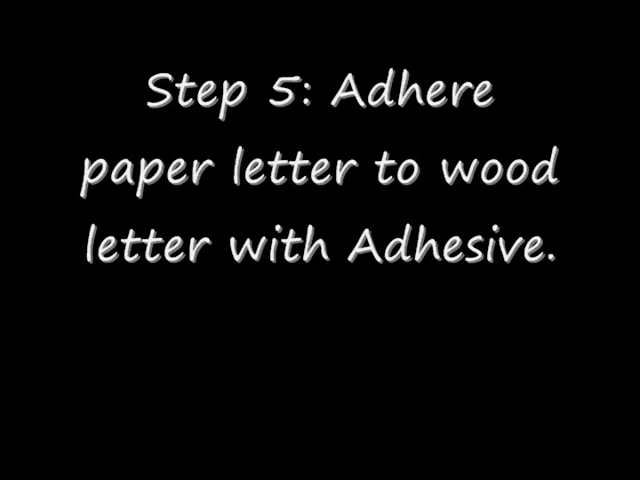 Step 5: Adhere
paper letter to wood
letter with Adhesive.